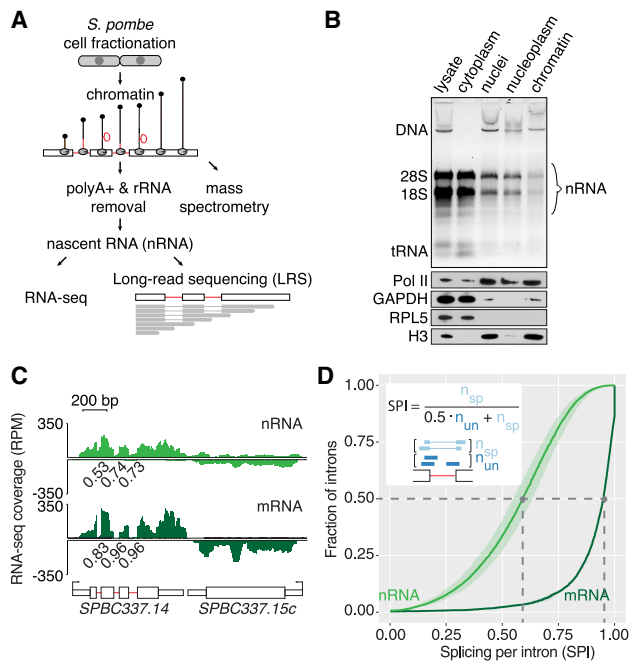 A
S. pombe
cell fractionation
chromatin
polyA+ & rRNA
removal
mass
spectrometry
nascent RNA (nRNA)
RNA-seq
Long-read sequencing (LRS)
B
lysate
cytoplasm
nuclei
nucleoplasm
chromatin
DNA
28S
18S
nRNA
tRNA
Pol II
GAPDH
RPL5
H3
C
200 bp
RNA-seq coverage (RPM)
350
nRNA
0.53
0.74
0.73
-350
350
mRNA
0.83
0.96
0.96
-350
SPBC337.14
SPBC337.15c
D
Fraction of introns
1.00
0.75
0.50
0.25
0.00
SPI = n sp / 0.5 · n un + n sp
n sp
n un
nRNA
mRNA
0.00 0.25 0.50 0.75 1.00
Splicing per intron (SPI)